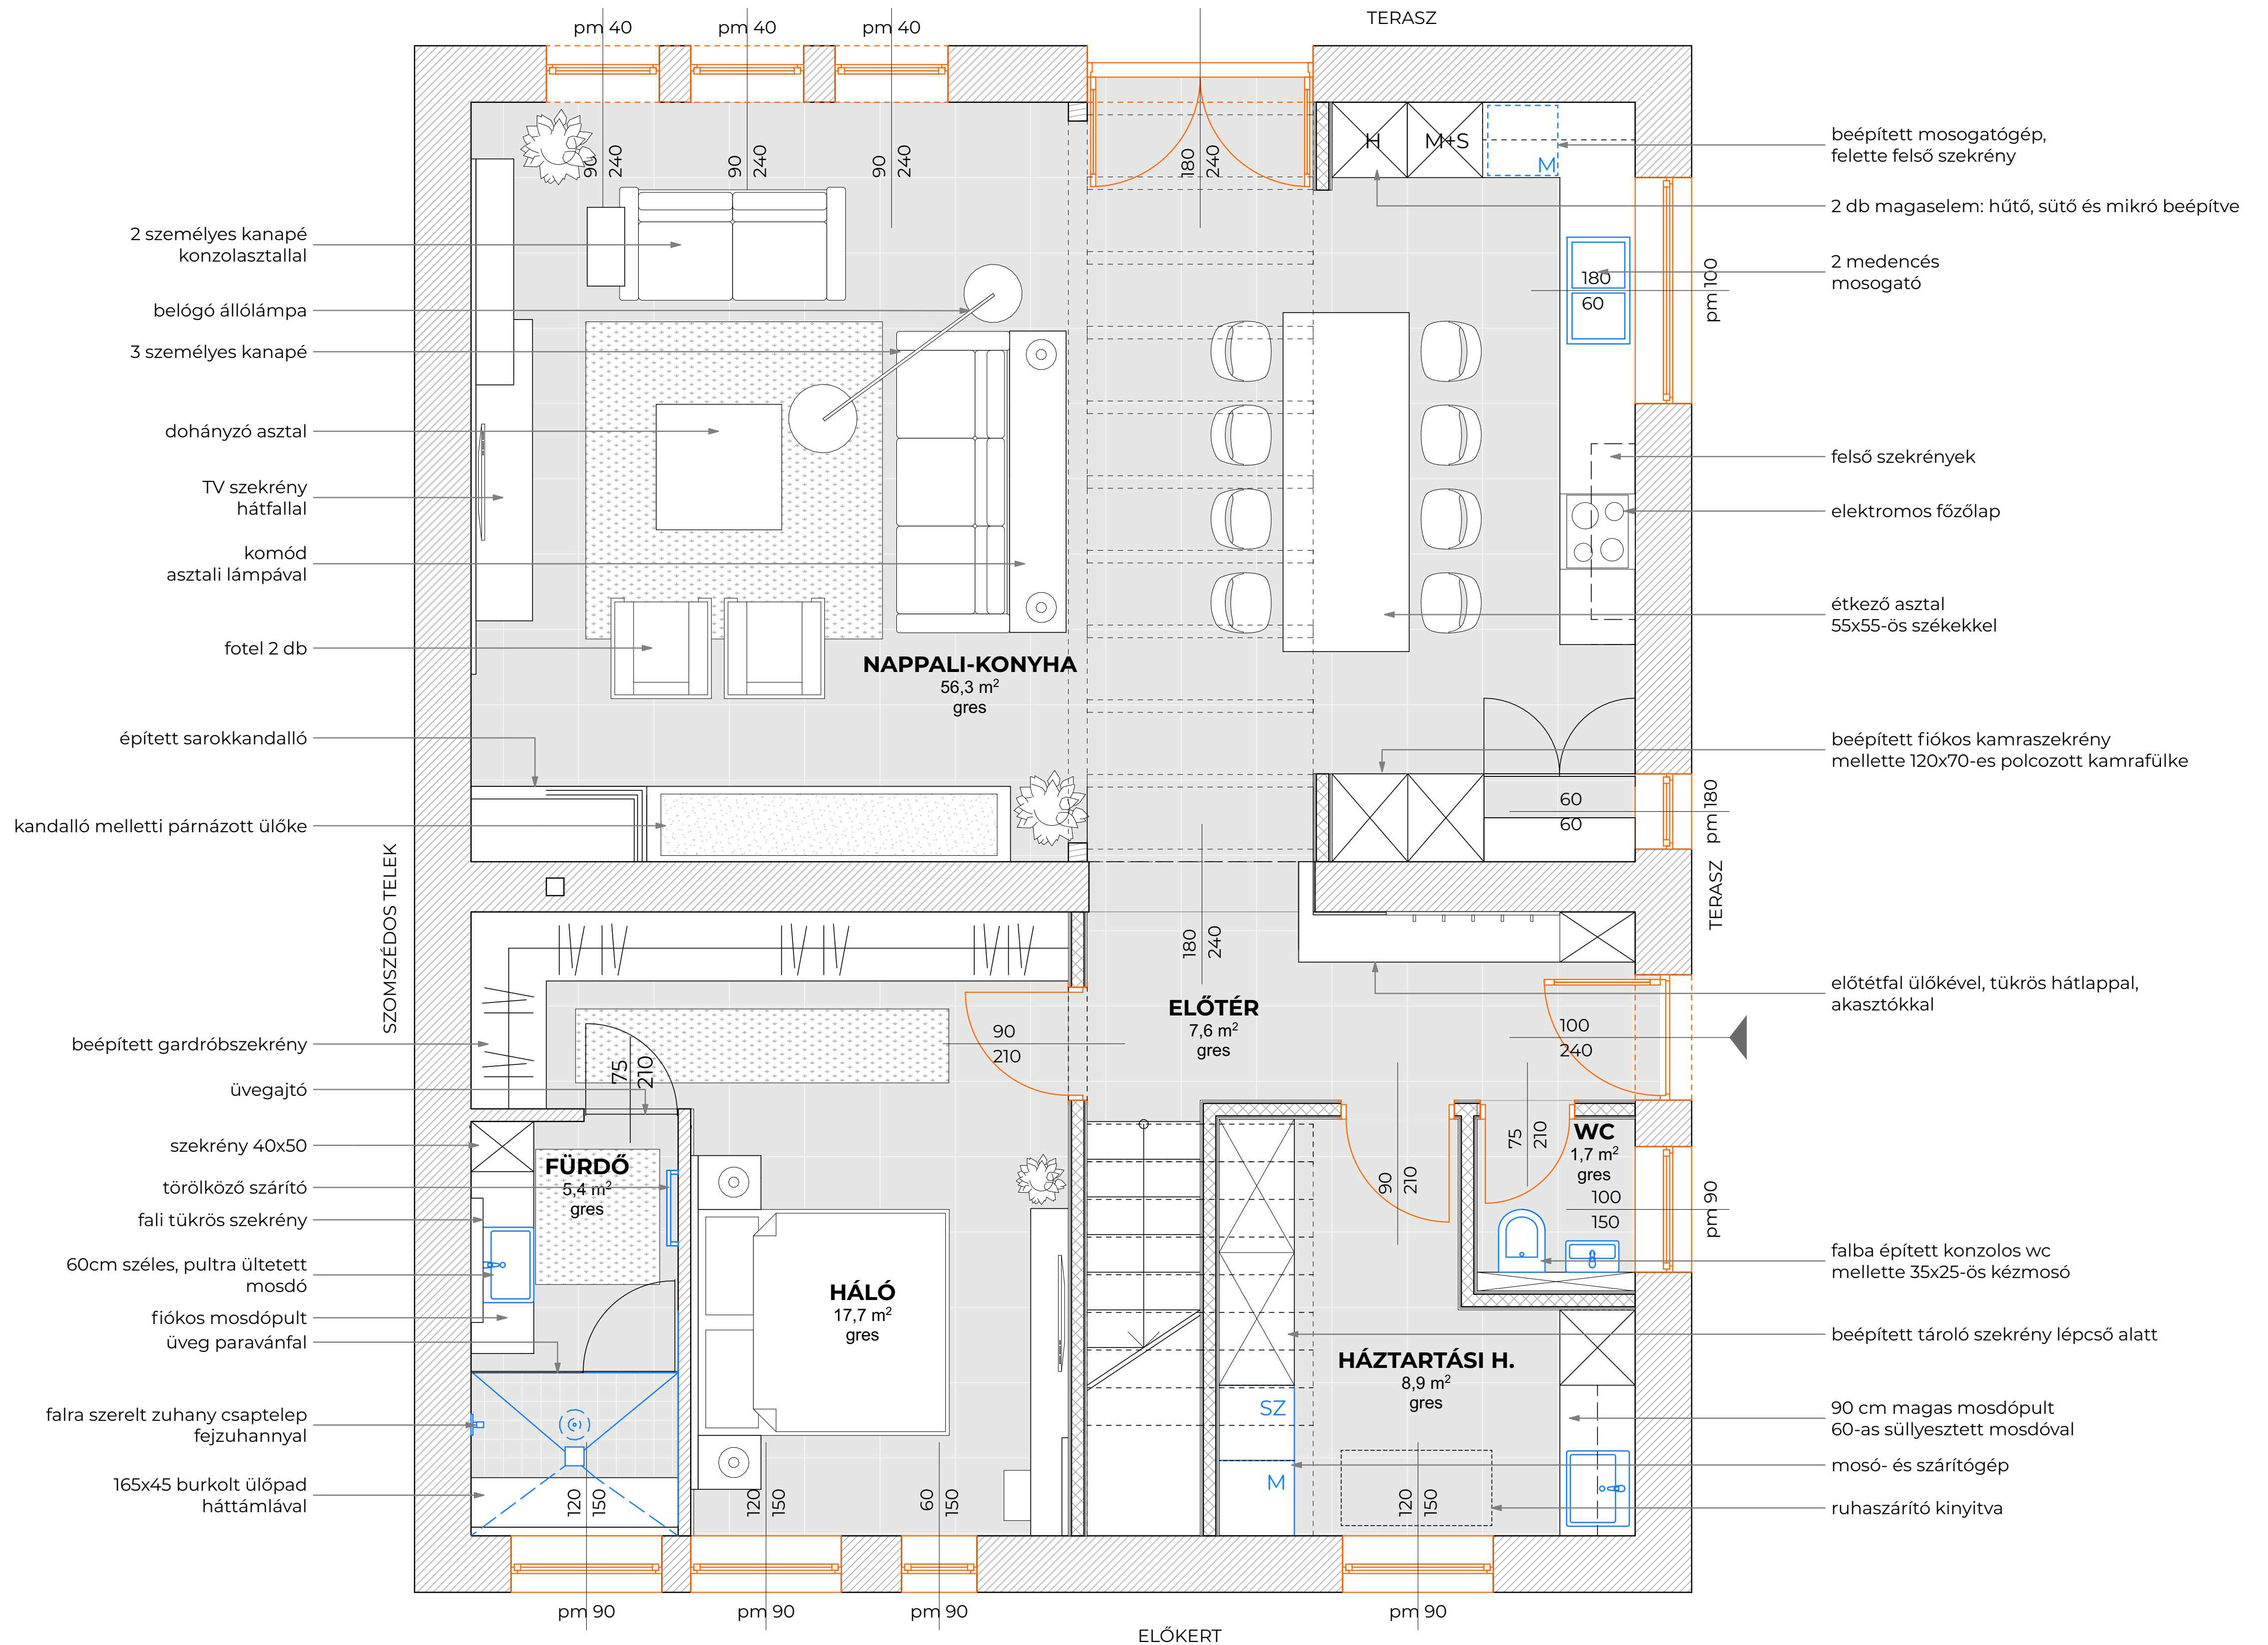 TERASZ
pm 40
pm 40
pm 40
90
240
90
240
90
240
180
240
H
M+S
M
beépített mosogatógép,
felette felső szekrény
2 db magaselem: hűtő, sütő és mikró beépítve
2 személyes kanapé
konzolasztallal
2 medencés
mosogató
180
60
pm 100
belógó állólámpa
3 személyes kanapé
dohányzó asztal
felső szekrények
TV szekrény
hátfallal
elektromos főzőlap
komód
asztali lámpával
étkező asztal
55x55-ös székekkel
fotel 2 db
NAPPALI-KONYHA
56,3 m²
gres
épített sarokkandalló
beépített fiókos kamraszekrény
mellette 120x70-es polcozott kamrafülke
60
60
pm 180
kandalló melletti párnázott ülőke
SZOMSZÉDOS TELEK
TERASZ
180
240
előtétfal ülőkével, tükrös hátlappal,
akasztókkal
ELŐTÉR
7,6 m²
gres
90
210
100
240
beépített gardróbszekrény
75
210
üvegajtó
szekrény 40x50
FÜRDŐ
5,4 m²
gres
törölköző szárító
fali tükrös szekrény
60cm széles, pultra ültetett
mosdó
fiókos mosdópult
üveg paravánfal
75
210
WC
1,7 m²
gres
90
210
100
150
pm 90
falba épített konzolos wc
mellette 35x25-ös kézmosó
HÁLÓ
17,7 m²
gres
beépített tároló szekrény lépcső alatt
HÁZTARTÁSI H.
8,9 m²
gres
SZ
M
falra szerelt zuhany csaptelep
fejzuhannyal
90 cm magas mosdópult
60-as süllyesztett mosdóval
mosó- és szárítógép
165x45 burkolt ülőpad
háttámlával
ruhaszárító kinyitva
120
150
120
150
60
150
120
150
pm 90
pm 90
pm 90
pm 90
ELŐKERT